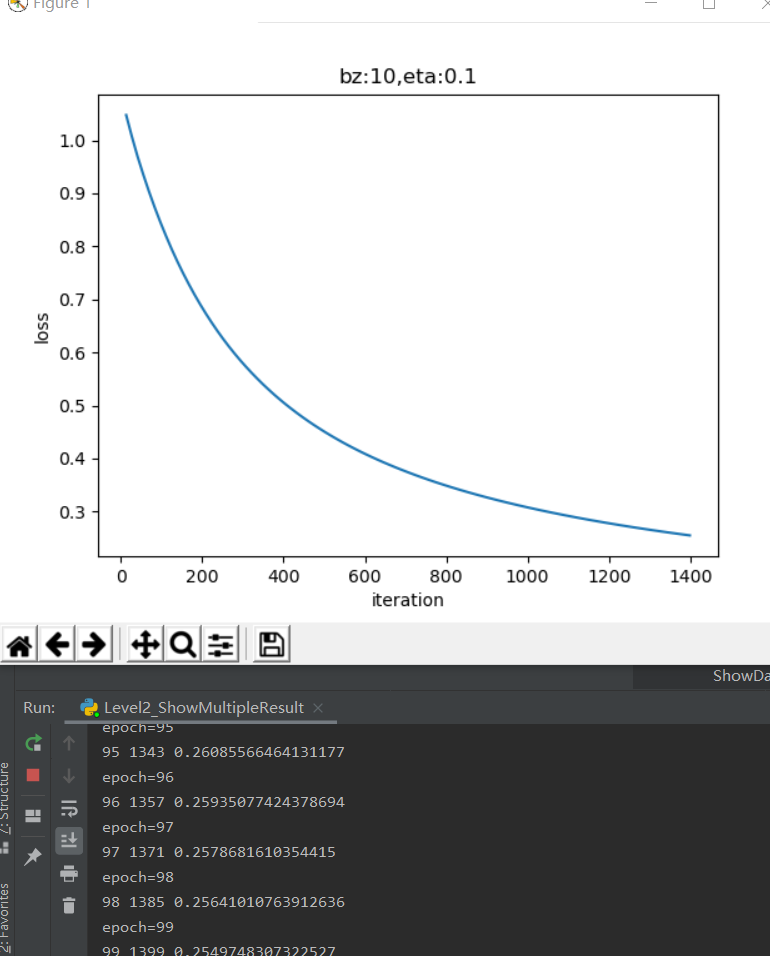 Figure 1
bz:10,eta:0.1
1.0
0.9
0.8
0.7
0.6
0.5
0.4
0.3
loss
0 200 400 600 800 1000 1200 1400
iteration
ShowDa
Run: Level2_ShowMultipleResult ×
epoch=95
95 1343 0.26085566464131177
epoch=96
96 1357 0.25935077424378694
epoch=97
97 1371 0.2578681610354415
epoch=98
98 1385 0.25641010763912636
epoch=99
99 1399 0.2549748307322527
7: Structure
2: Favorites